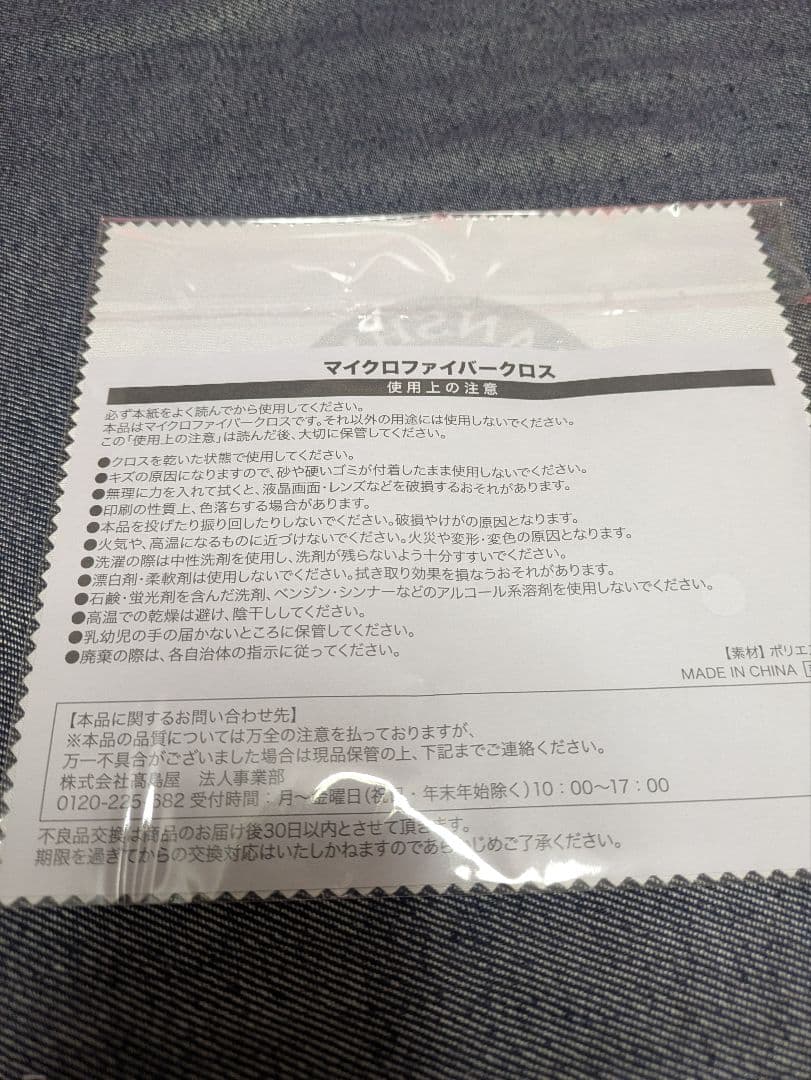 マイクロファイバークロス
使用上の注意
必ず本紙をよく読んでから使用してください。
本品はマイクロファイバークロスです。それ以外の用途には使用しないでください。
この「使用上の注意」は読んだ後、大切に保管してください。
●クロスを乾いた状態で使用してください。
●キズの原因になりますので、砂や硬いゴミが付着したまま使用しないでください。
●無理に力を入れて拭くと、液晶画面・レンズなどを破損するおそれがあります。
●印刷の性質上、色落ちする場合があります。
●本品を投げたり振り回したりしないでください。破損やけがの原因となります。
●火気や、高温になるものに近づけないでください。火災や変形・変色の原因となります。
●洗濯の際は中性洗剤を使用し、洗剤が残らないよう十分すすいでください。
●漂白剤・柔軟剤は使用しないでください。拭き取り効果を損なうおそれがあります。
●石鹸・蛍光剤を含んだ洗剤、ベンジン・シンナーなどのアルコール系溶剤を使用しないでください。
●高温での乾燥は避け、陰干ししてください。
●乳幼児の手の届かないところに保管してください。
●廃棄の際は、各自治体の指示に従ってください。
【素材】ポリエ
MADE IN CHINA
【本品に関するお問い合わせ先】
※本品の品質については万全の注意を払っておりますが、
万一不具合がございました場合は現品保管の上、下記までご連絡ください。
株式会社髙島屋 法人事業部
0120-225-682 受付時間：月～金曜日(祝日・年末年始除く)10：00～17：00
不良品交換は商品のお届け後30日以内とさせて頂きます。
期限を過ぎてからの交換対応はいたしかねますのであらかじめご了承ください。